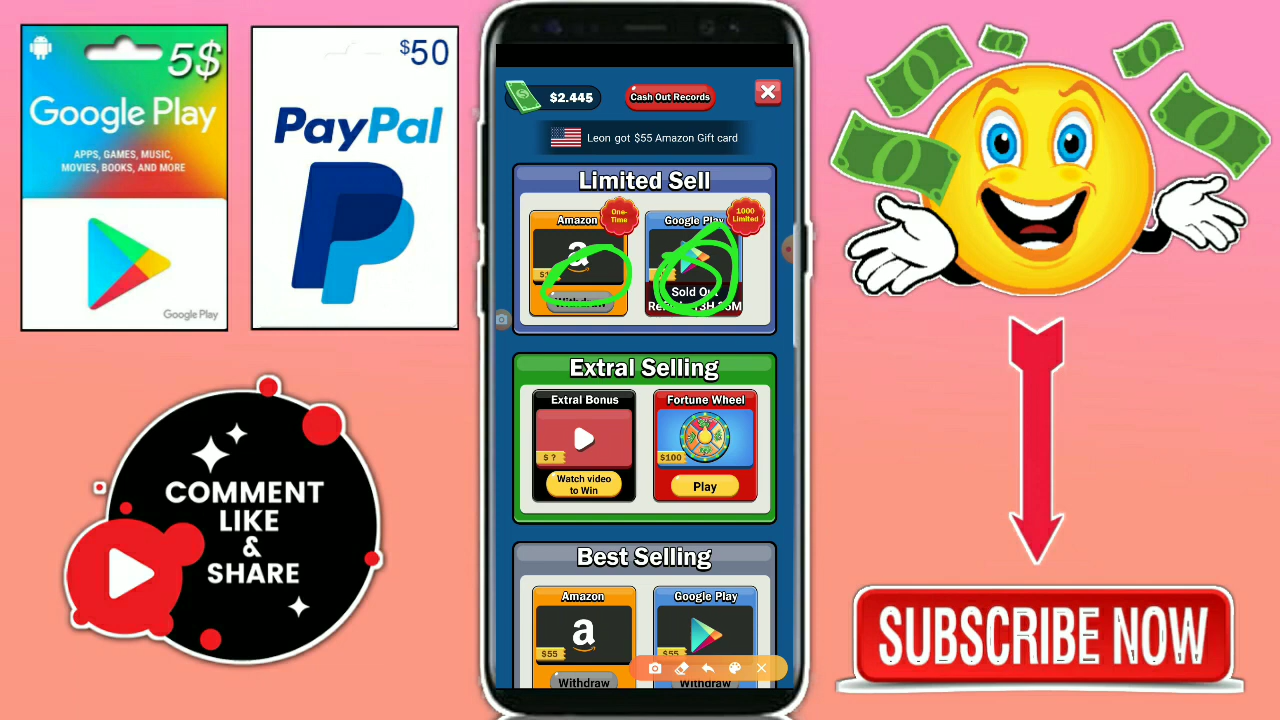 5$
Google Play
APPS, GAMES, MUSIC,
MOVIES, BOOKS, AND MORE
Google Play
$50
PayPal
COMMENT
LIKE
&
SHARE
$2.445
Cash Out Records
Leon got $55 Amazon Gift card
Limited Sell
Amazon
One-
Time
a
Withdraw
Google Play
1000
Limited
Sold Out
Extral Selling
Extral Bonus
$ ?
Watch video
to Win
Fortune Wheel
$100
Play
Best Selling
Amazon
a
$55
Withdraw
Google Play
$55
Withdraw
SUBSCRIBE NOW